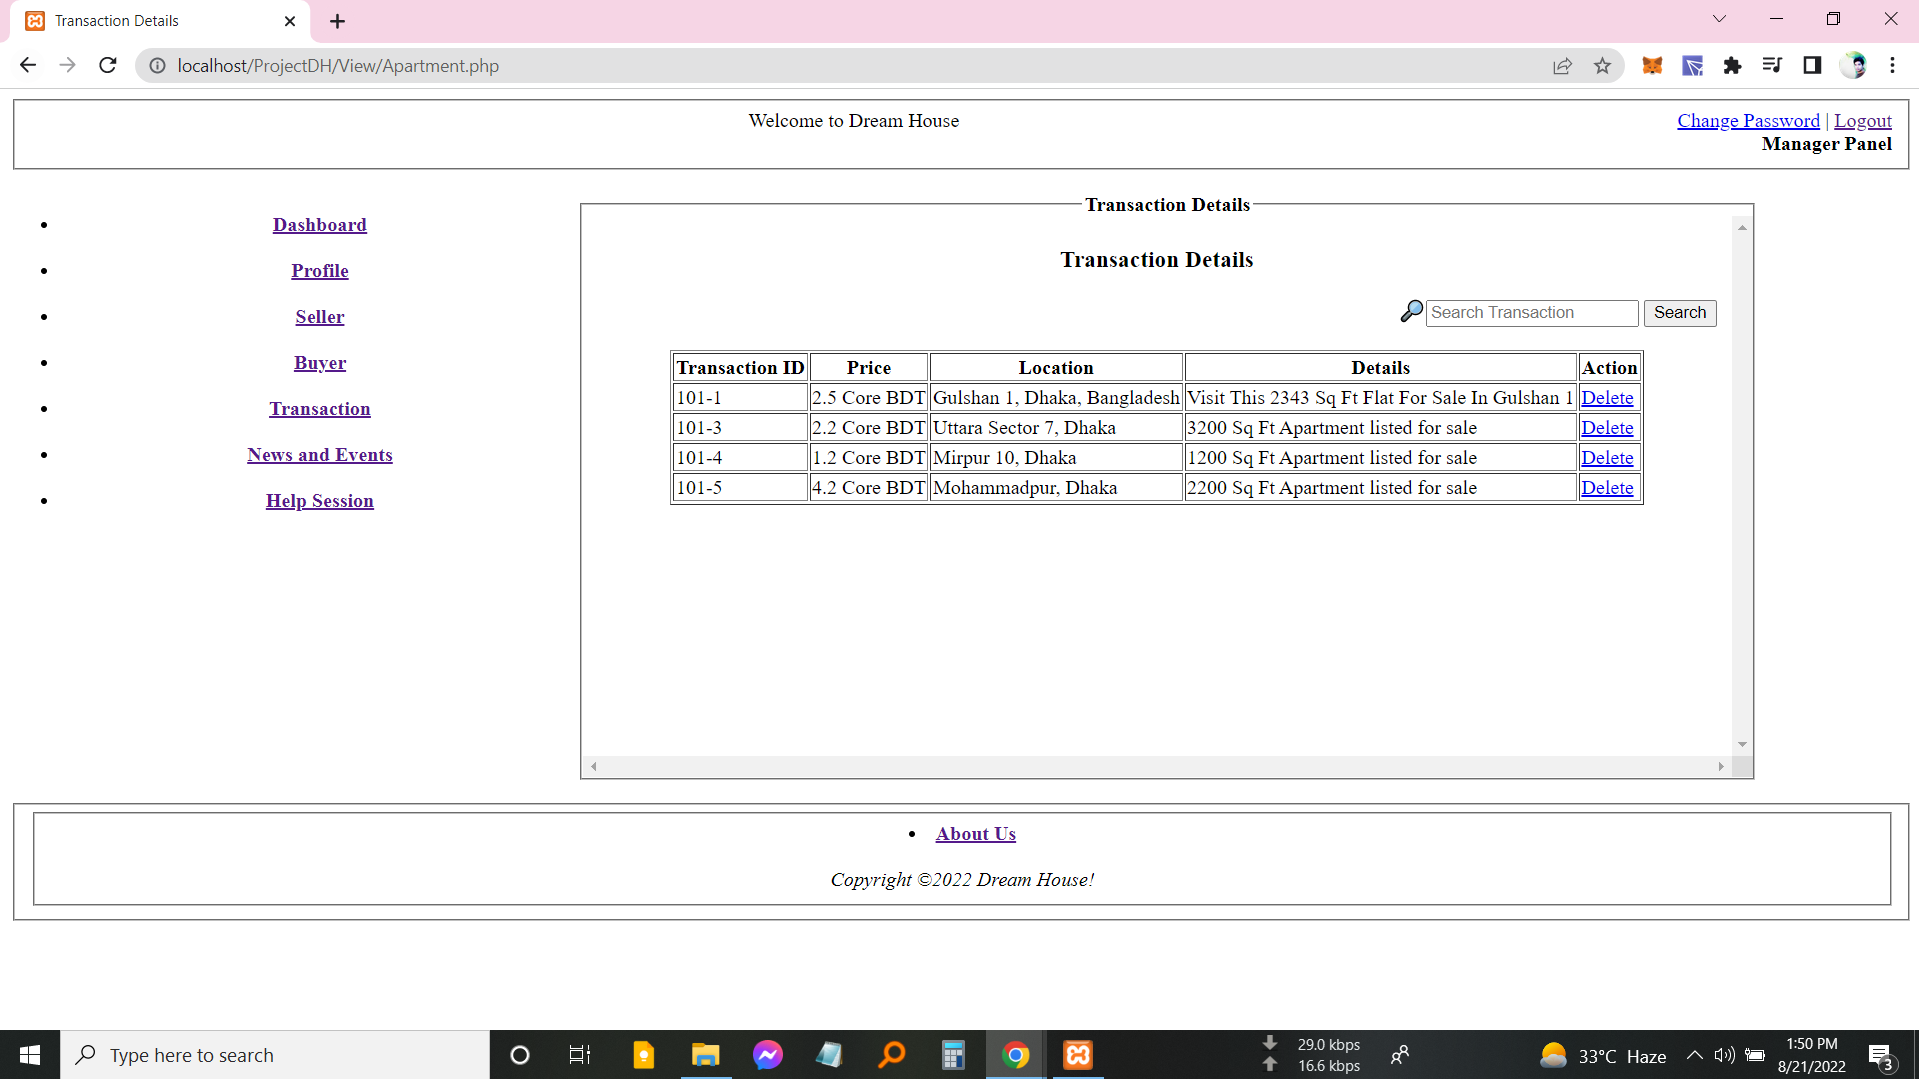 Transaction Details
localhost/ProjectDH/View/Apartment.php
Welcome to Dream House
Change Password | Logout
Manager Panel
Dashboard
Profile
Seller
Buyer
Transaction
News and Events
Help Session
Transaction Details
Transaction Details
Search Transaction Search
Transaction ID Price Location Details Action
101-1 2.5 Core BDT Gulshan 1, Dhaka, Bangladesh Visit This 2343 Sq Ft Flat For Sale In Gulshan 1 Delete
101-3 2.2 Core BDT Uttara Sector 7, Dhaka 3200 Sq Ft Apartment listed for sale Delete
101-4 1.2 Core BDT Mirpur 10, Dhaka 1200 Sq Ft Apartment listed for sale Delete
101-5 4.2 Core BDT Mohammadpur, Dhaka 2200 Sq Ft Apartment listed for sale Delete
About Us
Copyright ©2022 Dream House!
Type here to search
29.0 kbps
16.6 kbps
33°C Haze
1:50 PM
8/21/2022
3